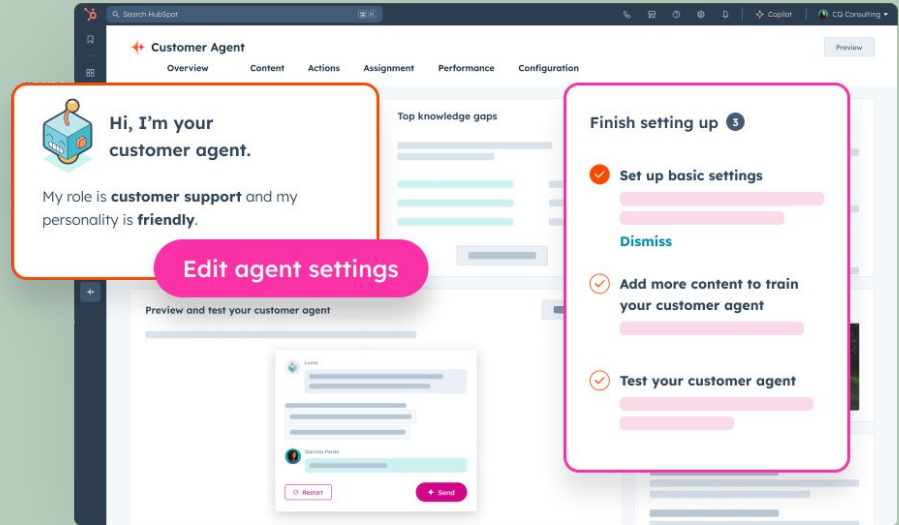 Search HubSpot
⌘ K
Copilot
CQ Consulting
Customer Agent
Preview
Overview
Content
Actions
Assignment
Performance
Configuration
Hi, I'm your
customer agent.
My role is customer support and my
personality is friendly.
Edit agent settings
Top knowledge gaps
Finish setting up 3
Set up basic settings
Dismiss
Add more content to train
your customer agent
Test your customer agent
Preview and test your customer agent
Daniela Parda
Restart
Send